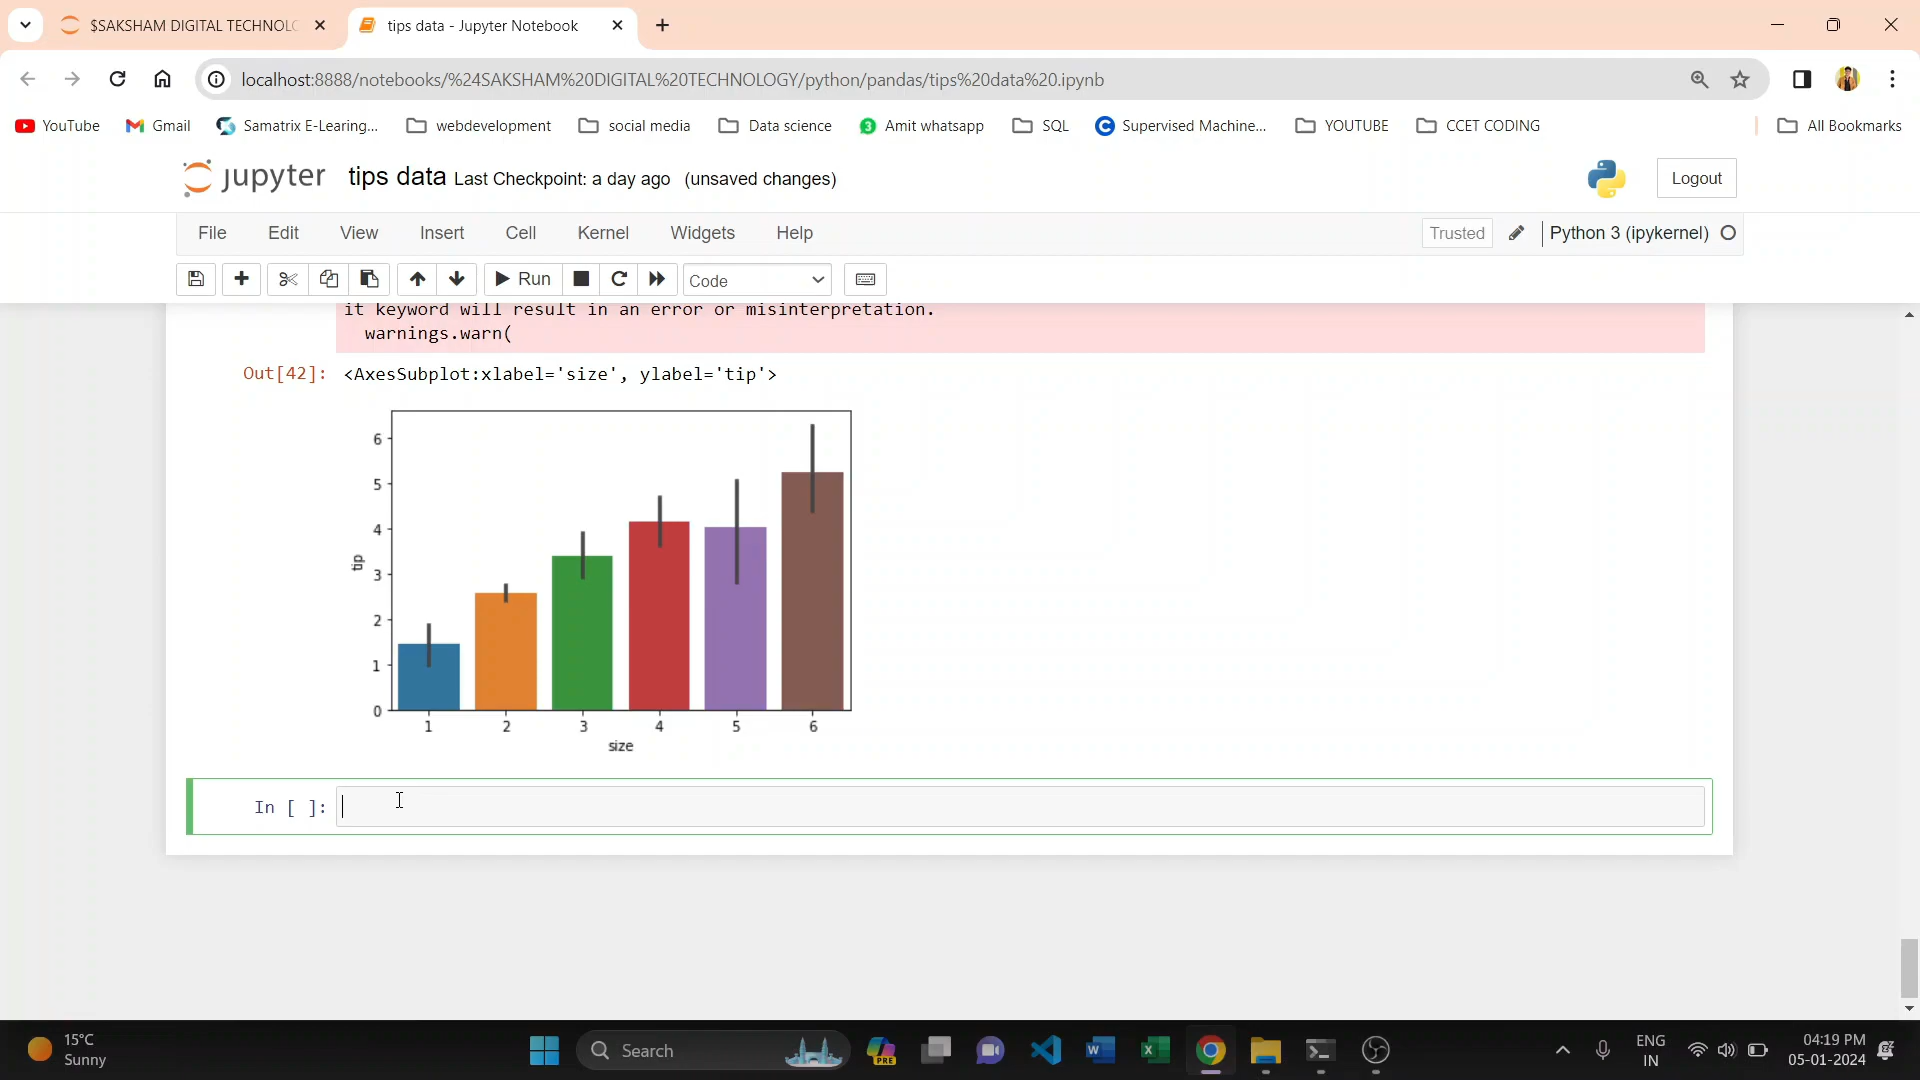 $SAKSHAM DIGITAL TECHNOLO
tips data - Jupyter Notebook
localhost:8888/notebooks/%24SAKSHAM%20DIGITAL%20TECHNOLOGY/python/pandas/tips%20data%20.ipynb
YouTube
Gmail
Samatrix E-Learing...
webdevelopment
social media
Data science
3
Amit whatsapp
SQL
C
Supervised Machine...
YOUTUBE
CCET CODING
All Bookmarks
jupyter
tips data
Last Checkpoint: a day ago
(unsaved changes)
Logout
File
Edit
View
Insert
Cell
Kernel
Widgets
Help
Trusted
Python 3 (ipykernel)
Run
Code
it keyword will result in an error or misinterpretation.
warnings.warn(
Out[42]:
<AxesSubplot:xlabel='size', ylabel='tip'>
6
5
4
3
2
1
0
tip
1
2
3
4
5
6
size
In [ ]:
15°C
Sunny
Search
PRE
ENG
IN
04:19 PM
05-01-2024